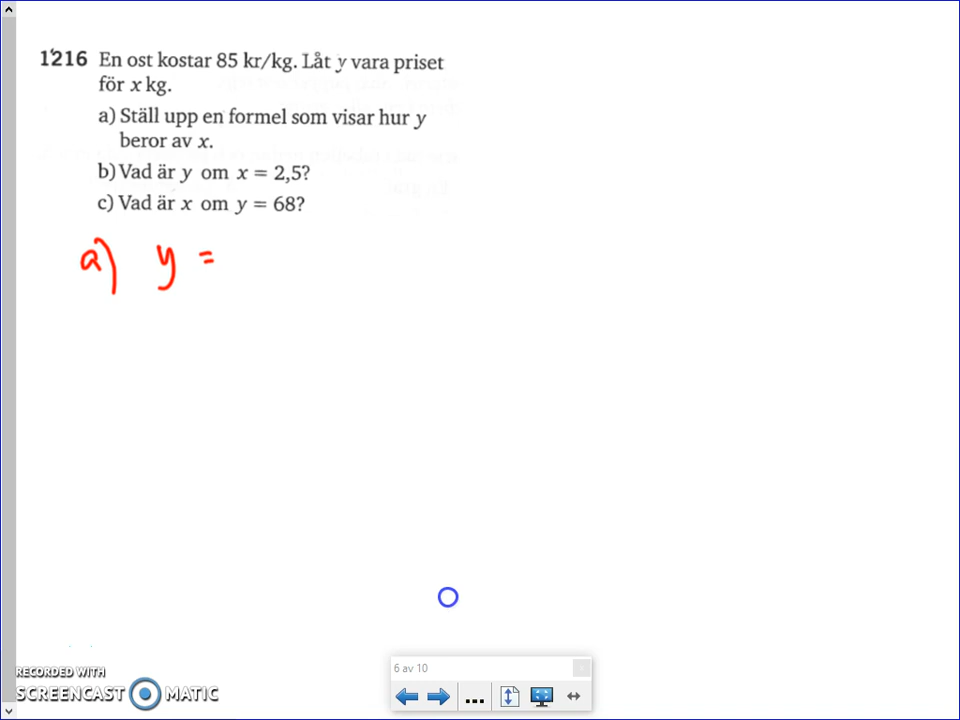 1216 En ost kostar 85 kr/kg. Låt y vara priset
för x kg.
a) Ställ upp en formel som visar hur y
beror av x.
b) Vad är y om x = 2,5?
c) Vad är x om y = 68?
a) y =
6 av 10
RECORDED WITH
SCREENCAST MATIC